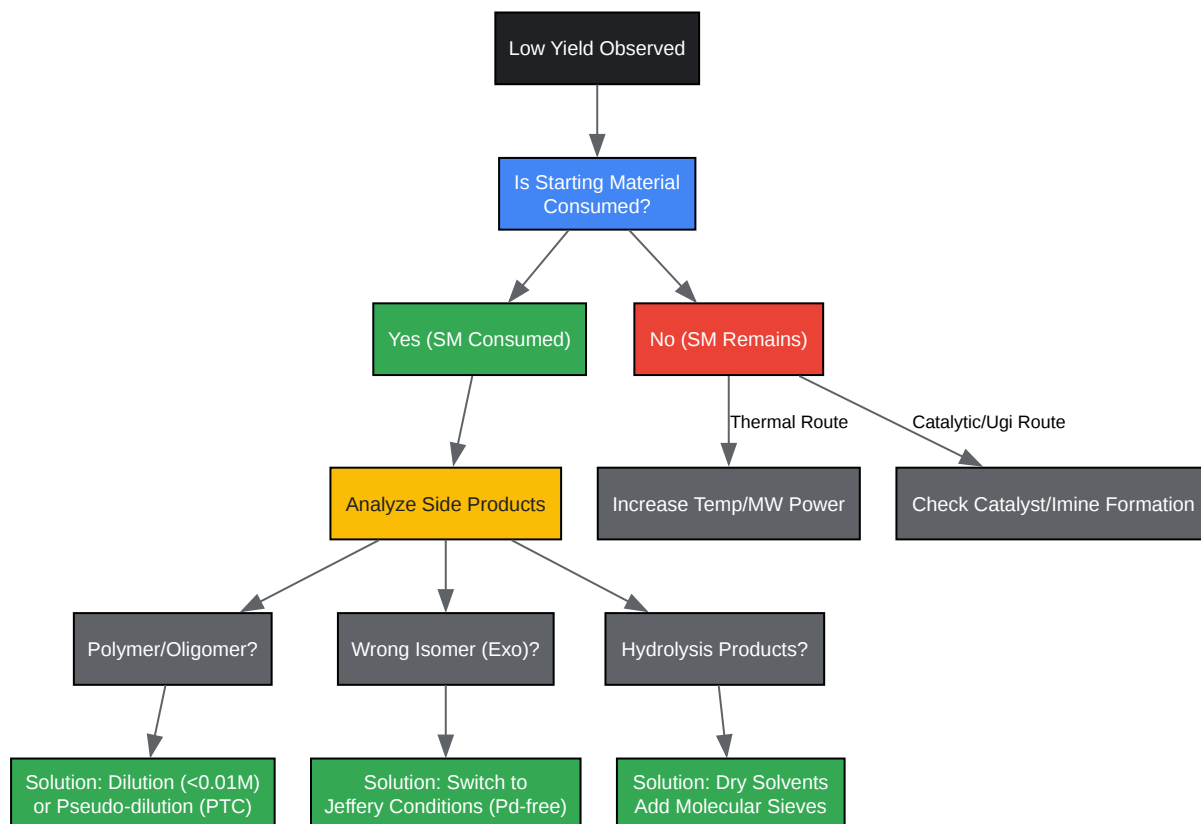 Low Yield Observed
Is Starting Material
Consumed?
Yes (SM Consumed)
No (SM Remains)
Thermal Route
Catalytic/Ugi Route
Analyze Side Products
Increase Temp/MW Power
Check Catalyst/Imine Formation
Polymer/Oligomer?
Wrong Isomer (Exo)?
Hydrolysis Products?
Solution: Dilution (<0.01M)
or Pseudo-dilution (PTC)
Solution: Switch to
Jeffery Conditions (Pd-free)
Solution: Dry Solvents
Add Molecular Sieves